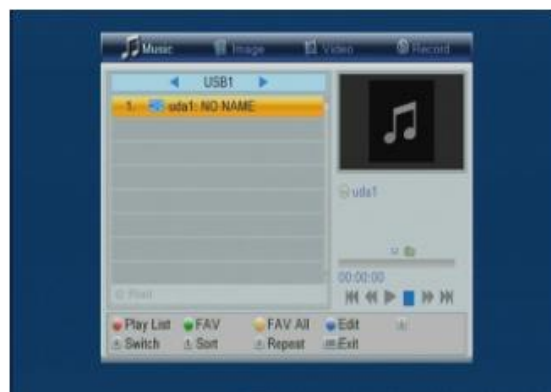 Music Image Video Record
USB1
1. uda1: NO NAME
uda1
00:00:00
Play List FAV FAV All Edit
Switch Sort Repeat Exit